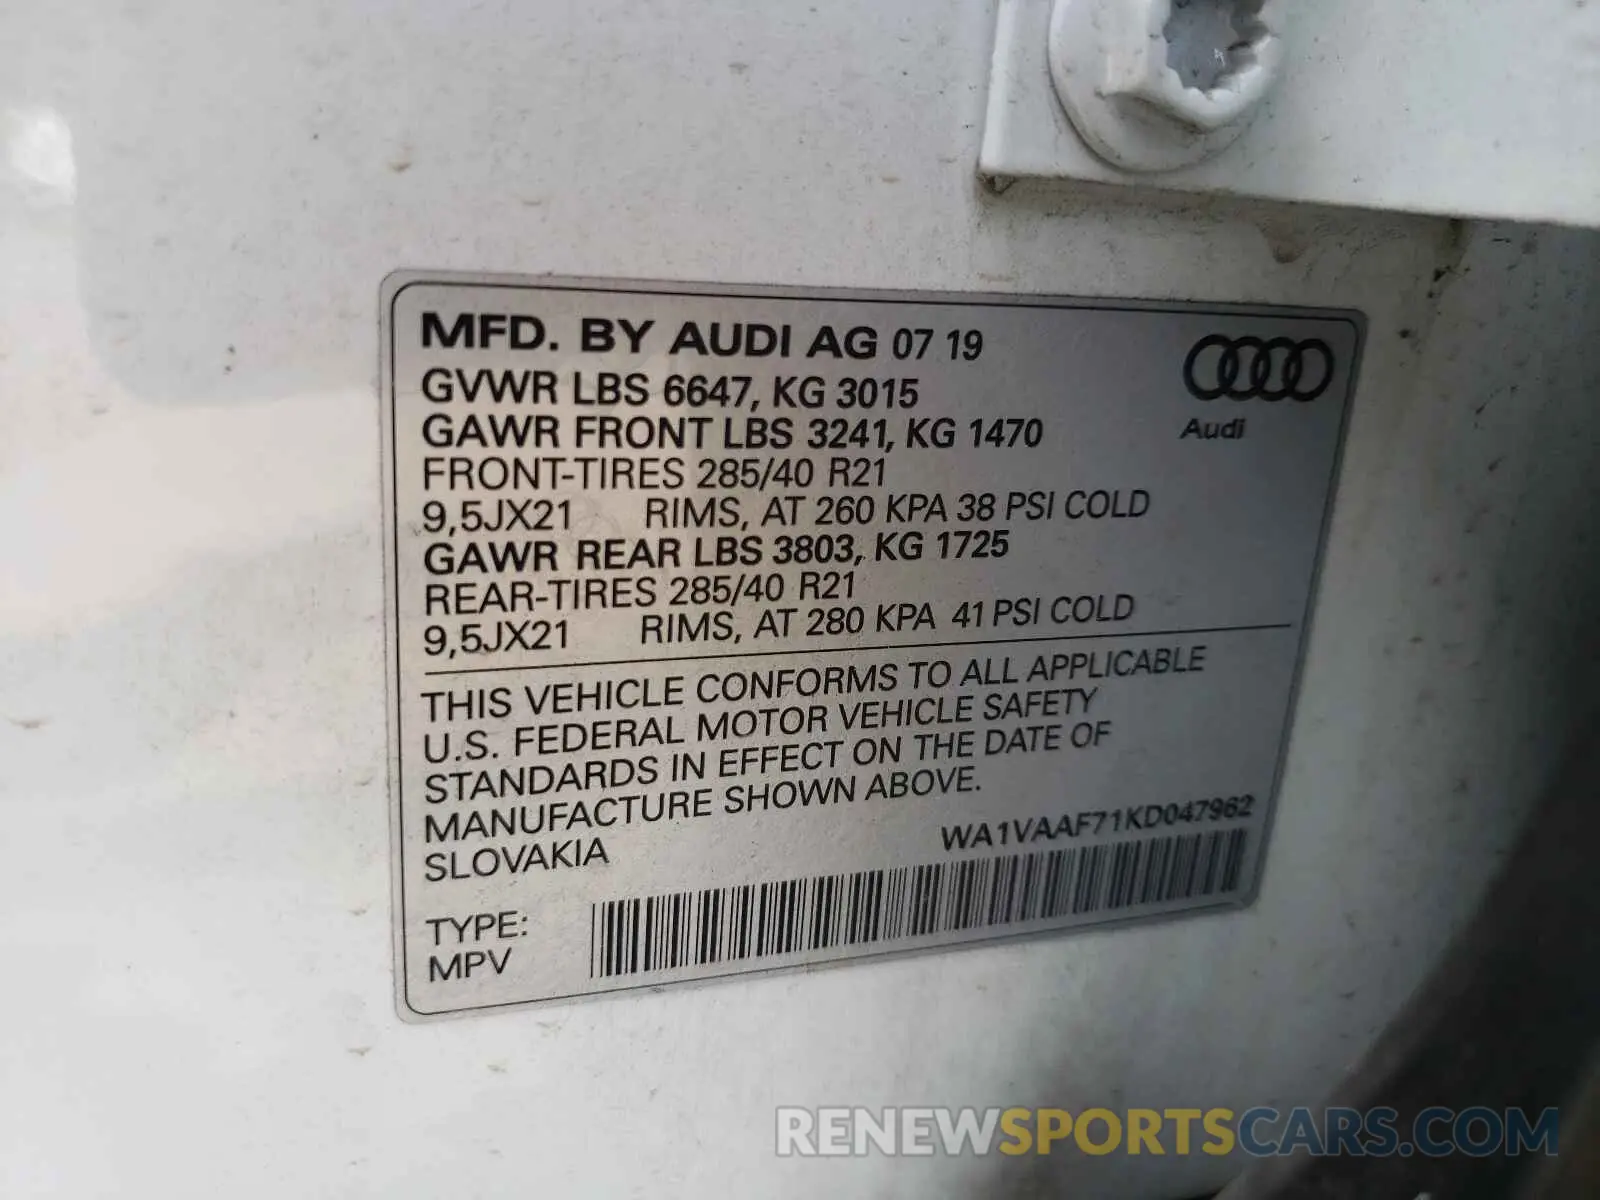 MFD. BY AUDI AG 07 19
GVWR LBS 6647, KG 3015
GAWR FRONT LBS 3241, KG 1470
FRONT-TIRES 285/40 R21
9,5JX21 RIMS, AT 260 KPA 38 PSI COLD
GAWR REAR LBS 3803, KG 1725
REAR-TIRES 285/40 R21
9,5JX21 RIMS, AT 280 KPA 41 PSI COLD
Audi
THIS VEHICLE CONFORMS TO ALL APPLICABLE
U.S. FEDERAL MOTOR VEHICLE SAFETY
STANDARDS IN EFFECT ON THE DATE OF
MANUFACTURE SHOWN ABOVE.
SLOVAKIA
WA1VAAF71KD047962
TYPE:
MPV
RENEWSPORTSCARS.COM